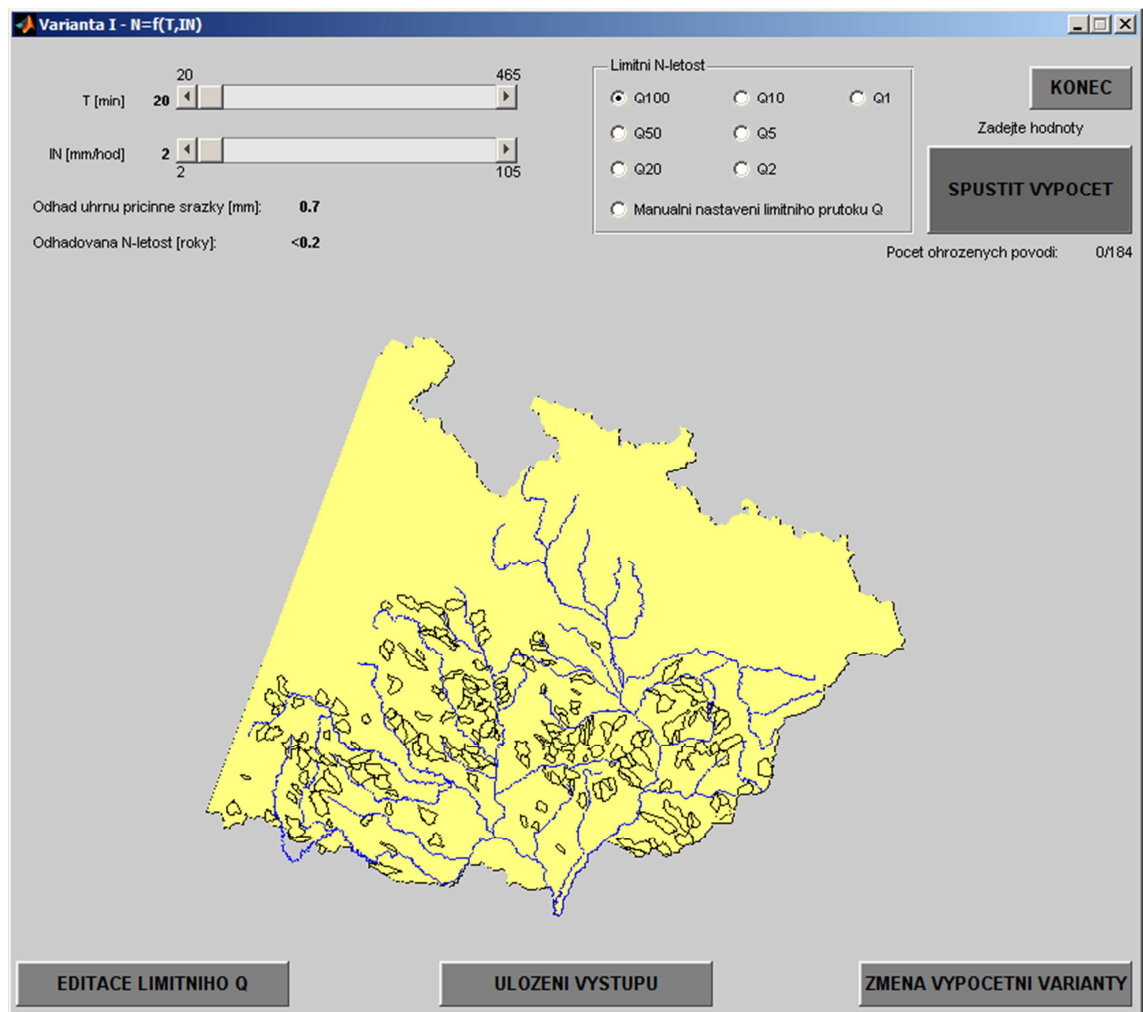 Varianta I - N=f(T,IN)
20 465
T [min] 20
IN [mm/hod] 2
2 105
Odhad uhrnu pricinne srazky [mm]: 0.7
Odhadovana N-letost [roky]: <0.2
Limitni N-letost
Q100 Q10 Q1
Q50 Q5
Q20 Q2
Manualni nastaveni limitniho prutoku Q
KONEC
Zadejte hodnoty
SPUSTIT VYPOCET
Pocet ohrozenych povodi: 0/184
EDITACE LIMITNIHO Q
ULOZENI VYSTUPU
ZMENA VYPOCETNI VARIANTY